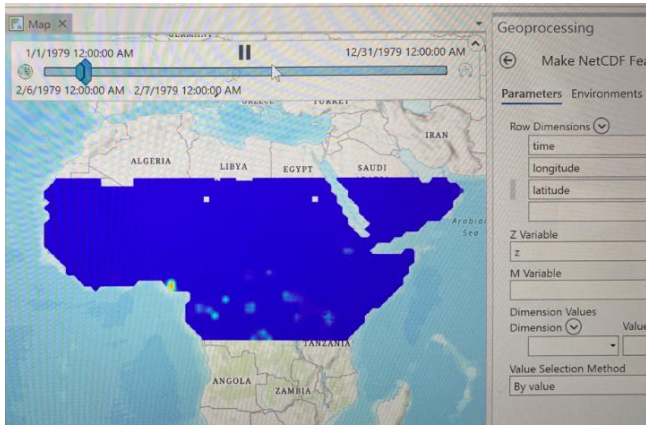 Map
1/1/1979 12:00:00 AM
12/31/1979 12:00:00 AM
2/6/1979 12:00:00 AM 2/7/1979 12:00:00 AM
IRAN
ALGERIA
LIBYA
EGYPT
SAUDI
Arabian
Sea
TANZANIA
ANGOLA
ZAMBIA
Geoprocessing
Make NetCDF Fea
Parameters Environments
Row Dimensions
time
longitude
latitude
Z Variable
z
M Variable
Dimension Values
Dimension
Value
Value Selection Method
By value